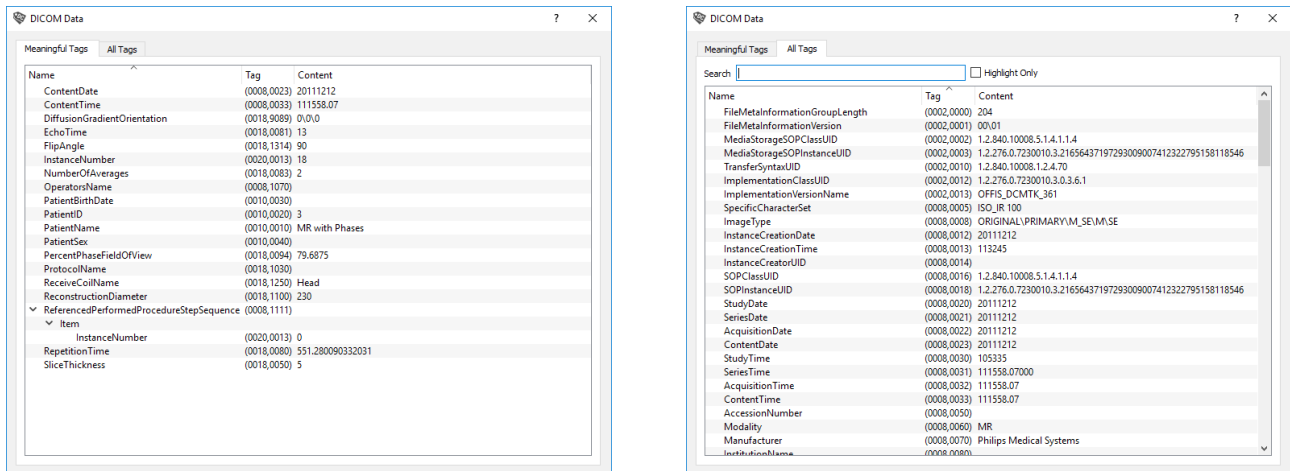 DICOM Data ? ×
Meaningful Tags All Tags
Name Tag Content
ContentDate (0008,0023) 20111212
ContentTime (0008,0033) 111558.07
DiffusionGradientOrientation (0018,9089) 0\0\0
EchoTime (0018,0081) 13
FlipAngle (0018,1314) 90
InstanceNumber (0020,0013) 18
NumberOfAverages (0018,0083) 2
OperatorsName (0008,1070)
PatientBirthDate (0010,0030)
PatientID (0010,0020) 3
PatientName (0010,0010) MR with Phases
PatientSex (0010,0040)
PercentPhaseFieldOfView (0018,0094) 79.6875
ProtocolName (0018,1030)
ReceiveCoilName (0018,1250) Head
ReconstructionDiameter (0018,1100) 230
ReferencedPerformedProcedureStepSequence (0008,1111)
Item
InstanceNumber (0020,0013) 0
RepetitionTime (0018,0080) 551.280090332031
SliceThickness (0018,0050) 5
DICOM Data ? ×
Meaningful Tags All Tags
Search Highlight Only
Name Tag Content
FileMetaInformationGroupLength (0002,0000) 204
FileMetaInformationVersion (0002,0001) 00\01
MediaStorageSOPClassUID (0002,0002) 1.2.840.10008.5.1.4.1.1.4
MediaStorageSOPInstanceUID (0002,0003) 1.2.276.0.7230010.3.2165643719729300900741232279515811­8546
TransferSyntaxUID (0002,0010) 1.2.840.10008.1.2.4.70
ImplementationClassUID (0002,0012) 1.2.276.0.7230010.3.0.3.6.1
ImplementationVersionName (0002,0013) OFFIS_DCMTK_361
SpecificCharacterSet (0008,0005) ISO_IR 100
ImageType (0008,0008) ORIGINAL\PRIMARY\M_SE\M\SE
InstanceCreationDate (0008,0012) 20111212
InstanceCreationTime (0008,0013) 113245
InstanceCreatorUID (0008,0014)
SOPClassUID (0008,0016) 1.2.840.10008.5.1.4.1.1.4
SOPInstanceUID (0008,0018) 1.2.276.0.7230010.3.21656437197293009007412322795158118546
StudyDate (0008,0020) 20111212
SeriesDate (0008,0021) 20111212
AcquisitionDate (0008,0022) 20111212
ContentDate (0008,0023) 20111212
StudyTime (0008,0030) 105335
SeriesTime (0008,0031) 111558.07000
AcquisitionTime (0008,0032) 111558.07
ContentTime (0008,0033) 111558.07
AccessionNumber (0008,0050)
Modality (0008,0060) MR
Manufacturer (0008,0070) Philips Medical Systems
InstitutionName (0008,0080)